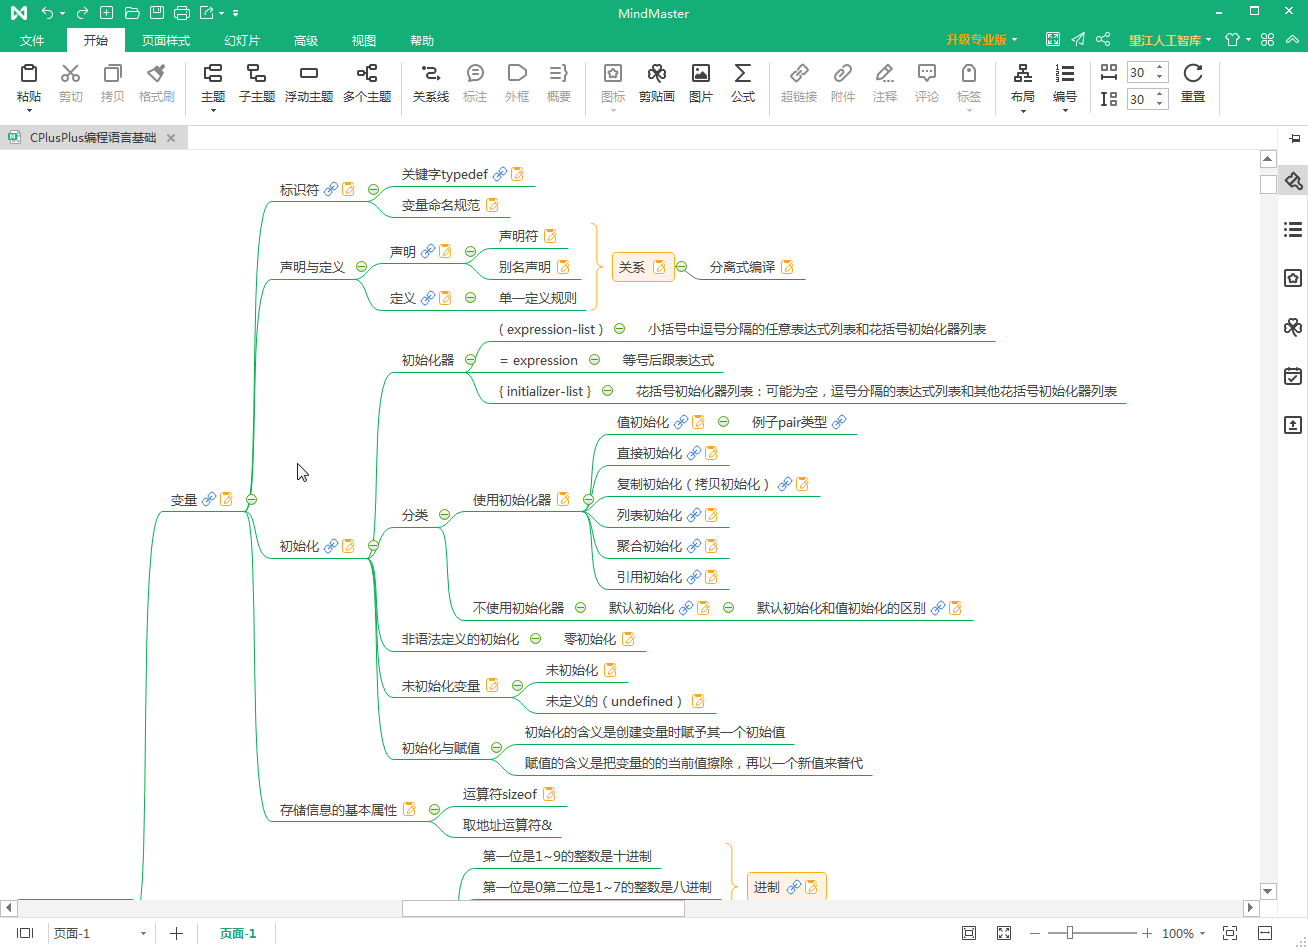 MindMaster
文件 开始 页面样式 幻灯片 高级 视图 帮助 升级专业版 望江人工智库
粘贴 剪切 拷贝 格式刷 主题 子主题 浮动主题 多个主题 关系线 标注 外框 概要 图标 剪贴画 图片 公式 超链接 附件 注释 评论 标签 布局 编号 30 30 重置
CPlusPlus编程语言基础
关键字typedef
标识符
变量命名规范
声明符
声明
别名声明
声明与定义
关系
分离式编译
定义
单一定义规则
( expression-list )
小括号中逗号分隔的任意表达式列表和花括号初始化器列表
初始化器
= expression
等号后跟表达式
{ initializer-list }
花括号初始化器列表：可能为空，逗号分隔的表达式列表和其他花括号初始化器列表
值初始化
例子pair类型
直接初始化
复制初始化（拷贝初始化）
变量
使用初始化器
分类
列表初始化
初始化
聚合初始化
引用初始化
不使用初始化器
默认初始化
默认初始化和值初始化的区别
非语法定义的初始化
零初始化
未初始化
未初始化变量
未定义的（undefined）
初始化的含义是创建变量时赋予其一个初始值
初始化与赋值
赋值的含义是把变量的的当前值擦除，再以一个新值来替代
运算符sizeof
存储信息的基本属性
取地址运算符&
第一位是1~9的整数是十进制
第一位是0第二位是1~7的整数是八进制
进制
页面-1 页面-1 100%